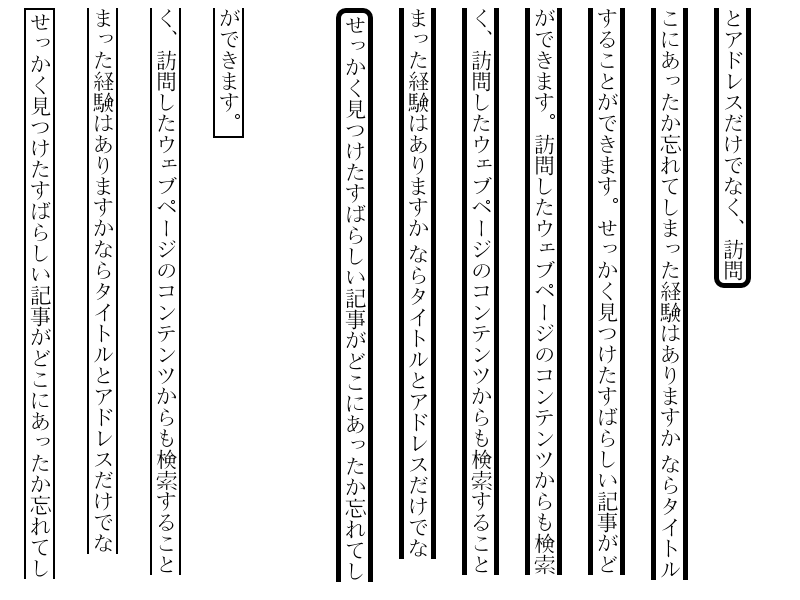 せっかく見つけたすばらしい記事がどこにあったか忘れてし
まった経験はありますかならタイトルとアドレスだけでな
く、訪問したウェブページのコンテンツからも検索すること
ができます。
せっかく見つけたすばらしい記事がどこにあったか忘れてし
まった経験はありますか ならタイトルとアドレスだけでな
く、訪問したウェブページのコンテンツからも検索すること
ができます。訪問したウェブページのコンテンツからも検索
することができます。せっかく見つけたすばらしい記事がど
こにあったか忘れてしまった経験はありますか ならタイトル
とアドレスだけでなく、訪問